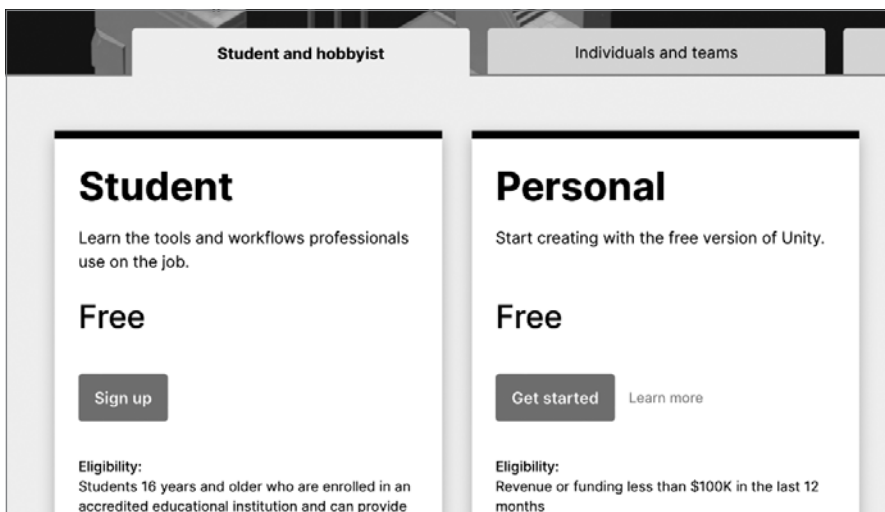 Student and hobbyist
Individuals and teams
Student
Learn the tools and workflows professionals
use on the job.
Free
Sign up
Eligibility:
Students 16 years and older who are enrolled in an
accredited educational institution and can provide
Personal
Start creating with the free version of Unity.
Free
Get started
Learn more
Eligibility:
Revenue or funding less than $100K in the last 12
months